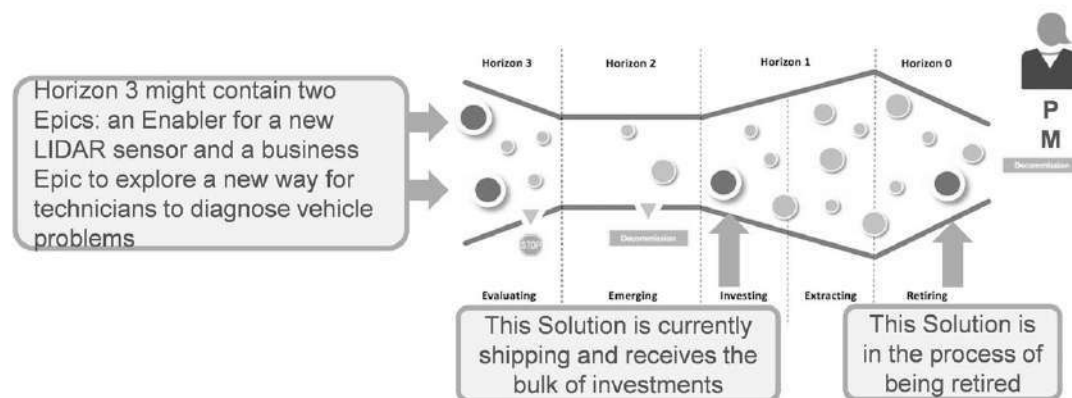 Horizon 3
Horizon 2
Horizon 1
Horizon 0
Horizon 3 might contain two
Epics: an Enabler for a new
LIDAR sensor and a business
Epic to explore a new way for
technicians to diagnose vehicle
problems
P
M
Decommission
STOP
Decommission
Evaluating
Emerging
Investing
Extracting
Retiring
This Solution is currently
shipping and receives the
bulk of investments
This Solution is
in the process of
being retired